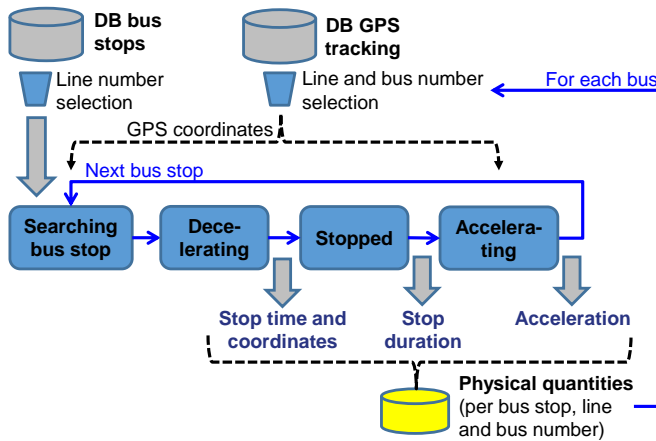 DB bus
stops
DB GPS
tracking
Line number
selection
Line and bus number
selection
For each bus
GPS coordinates
Next bus stop
Searching
bus stop
Dece-
lerating
Stopped
Accelera-
ting
Stop time and
coordinates
Stop
duration
Acceleration
Physical quantities
(per bus stop, line
and bus number)